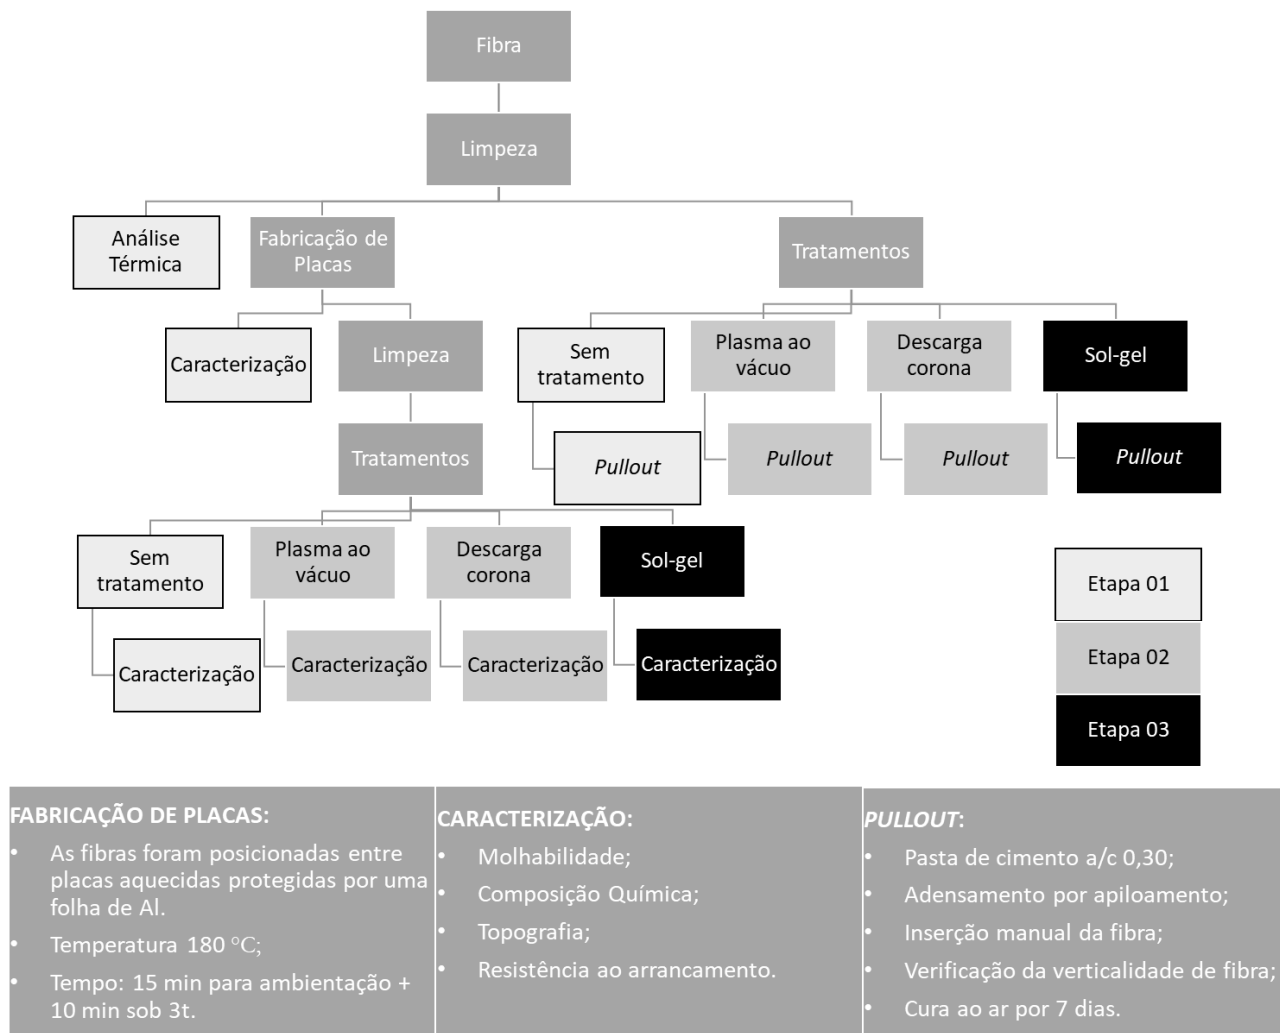 Fibra
Limpeza
Análise
Térmica
Fabricação de
Placas
Tratamentos
Caracterização
Limpeza
Sem
tratamento
Plasma ao
vácuo
Descarga
corona
Sol-gel
Tratamentos
Pullout
Pullout
Pullout
Pullout
Sem
tratamento
Plasma ao
vácuo
Descarga
corona
Sol-gel
Caracterização
Caracterização
Caracterização
Caracterização
Etapa 01
Etapa 02
Etapa 03
FABRICAÇÃO DE PLACAS:
• As fibras foram posicionadas entre
placas aquecidas protegidas por uma
folha de Al.
• Temperatura 180 °C;
• Tempo: 15 min para ambientação +
10 min sob 3t.
CARACTERIZAÇÃO:
• Molhabilidade;
• Composição Química;
• Topografia;
• Resistência ao arrancamento.
PULLOUT:
• Pasta de cimento a/c 0,30;
• Adensamento por apiloamento;
• Inserção manual da fibra;
• Verificação da verticalidade de fibra;
• Cura ao ar por 7 dias.